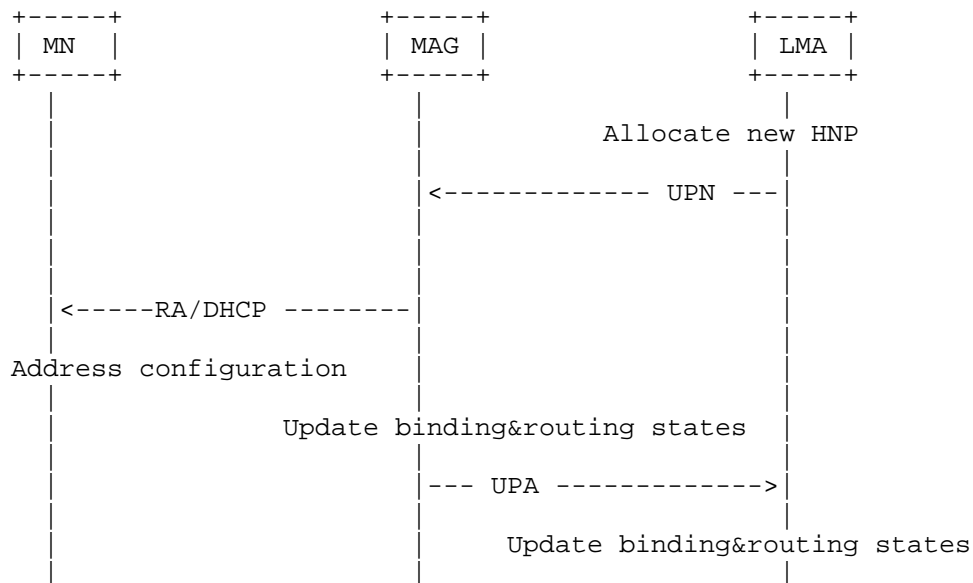 MN MAG LMA
Allocate new HNP
UPN
RA/DHCP
Address configuration
Update binding&routing states
UPA
Update binding&routing states